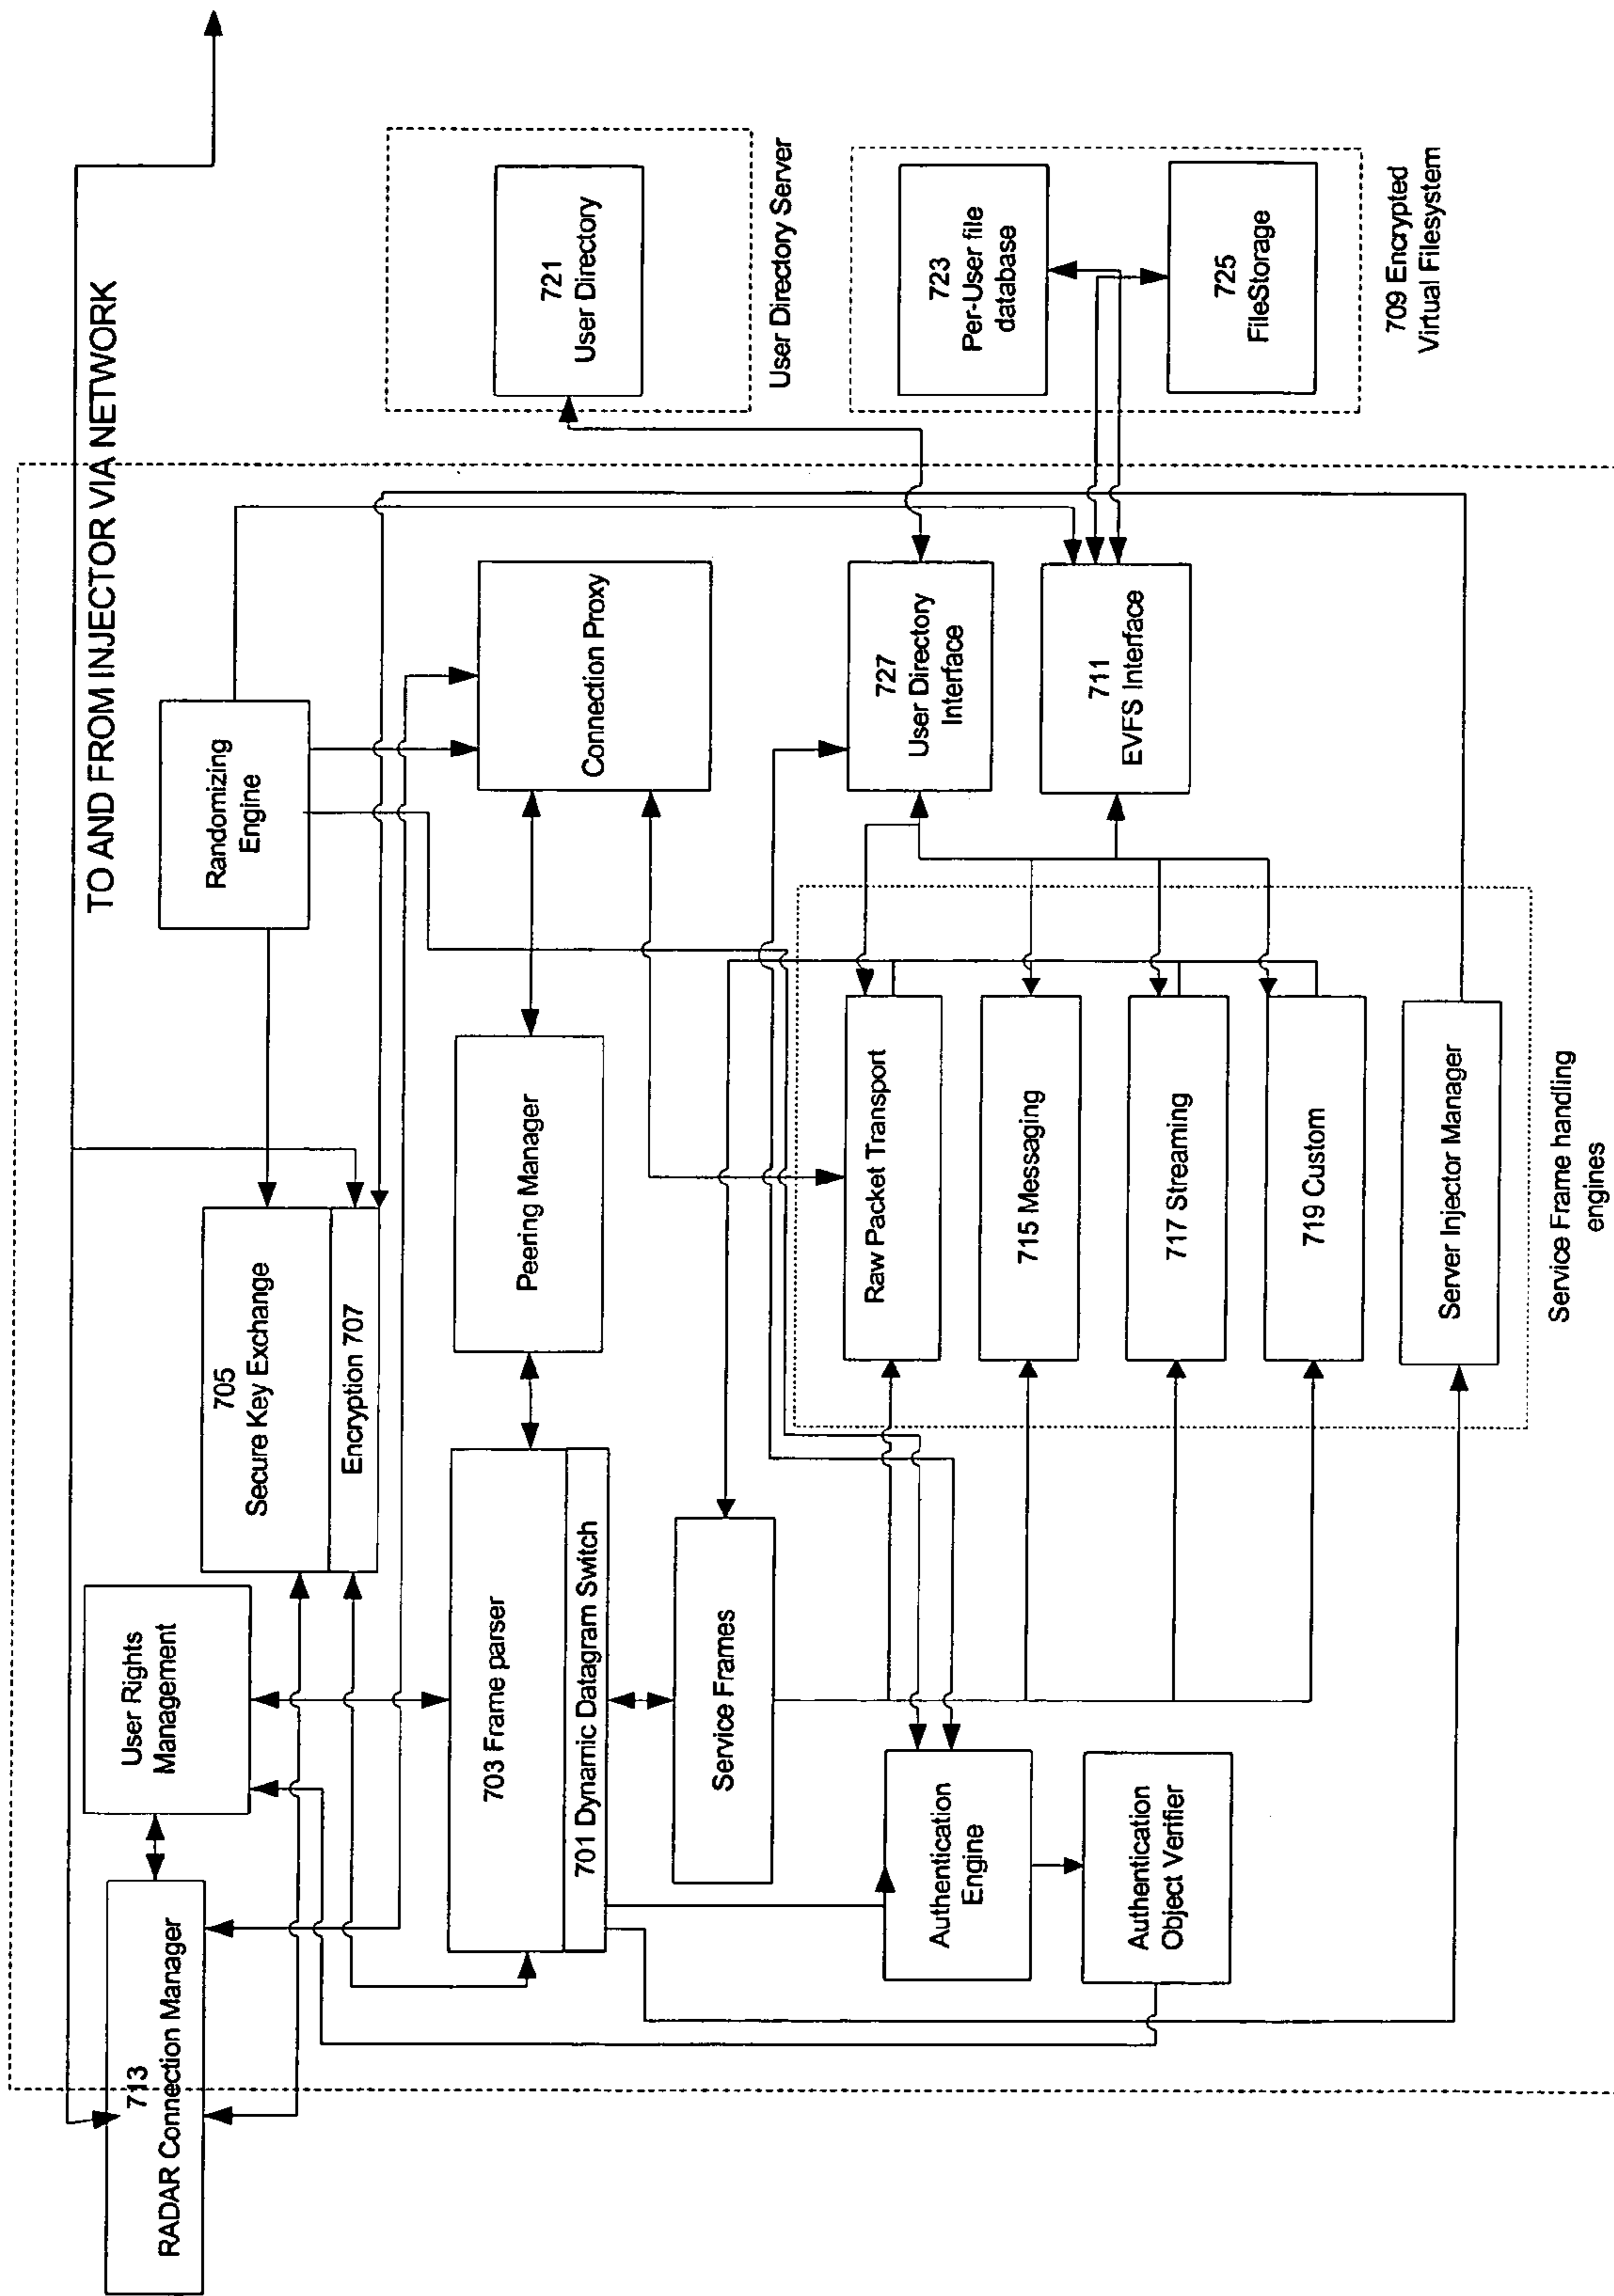 TO AND FROM INJECTOR VIA NETWORK
713
RADAR Connection Manager
User Rights
Management
705
Secure Key Exchange
Encryption 707
Randomizing
Engine
703 Frame parser
701 Dynamic Datagram Switch
Peering Manager
Connection Proxy
721
User Directory
User Directory Server
Service Frames
Authentication
Engine
Authentication
Object Verifier
Raw Packet Transport
715 Messaging
717 Streaming
719 Custom
Server Injector Manager
Service Frame handling
engines
727
User Directory
Interface
711
EVFS Interface
723
Per-User file
database
725
FileStorage
709 Encrypted
Virtual Filesystem